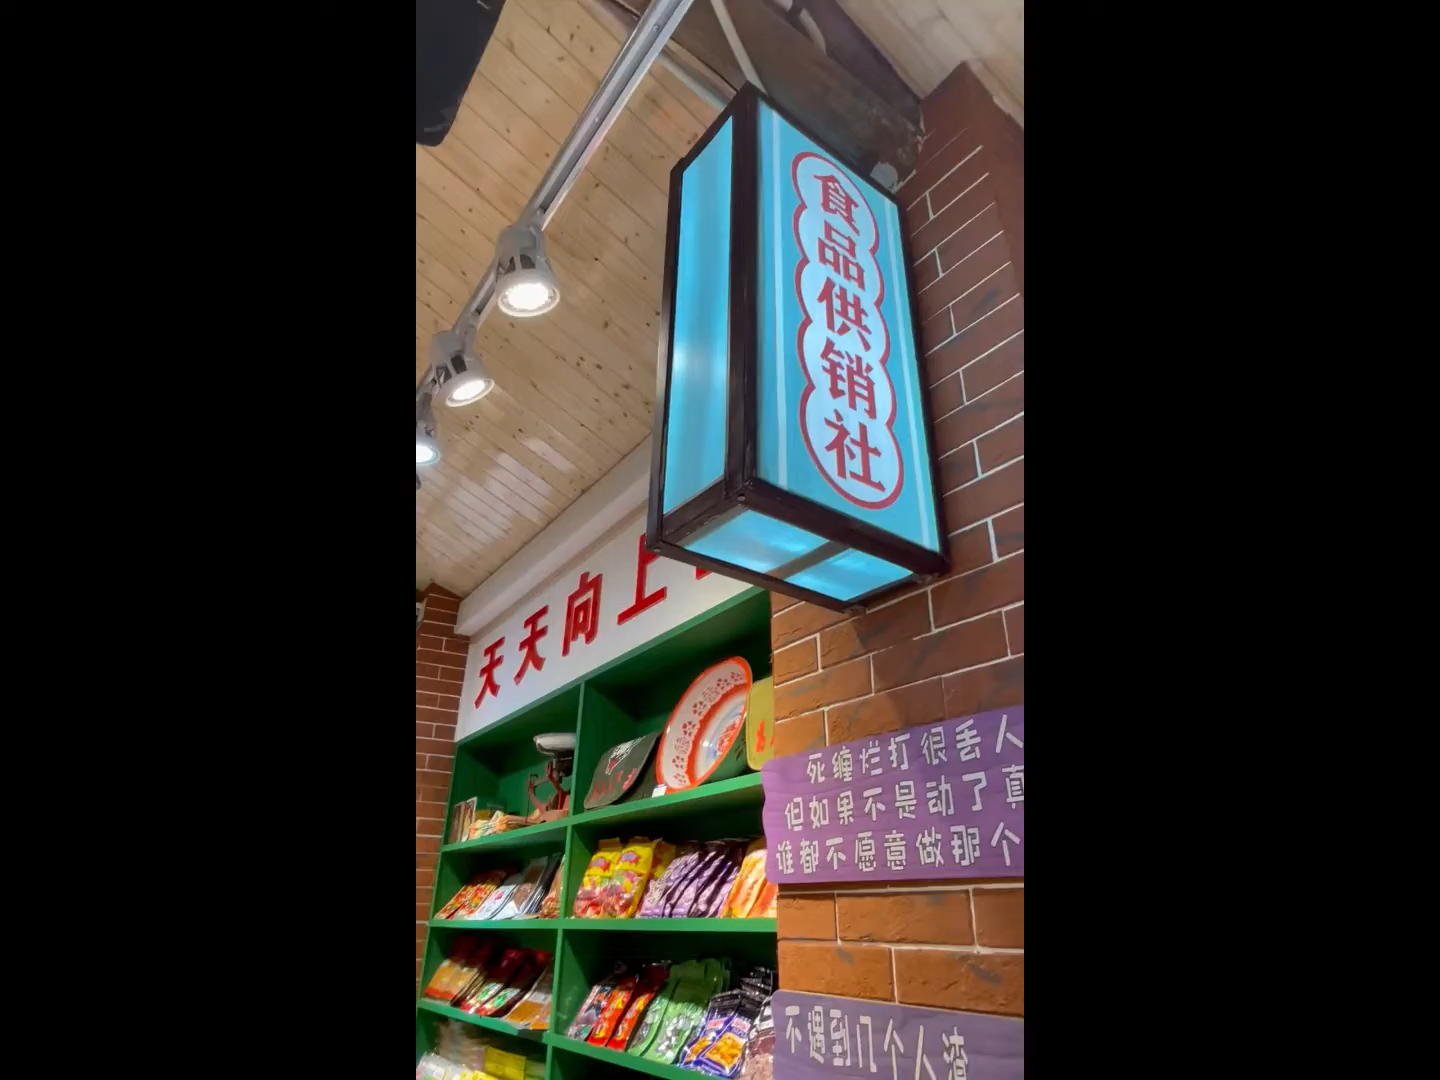 食品供销社
天天向上
死缠烂打很丢人
但如果不是动了真
谁都不愿意做那个
不遇到几个人渣